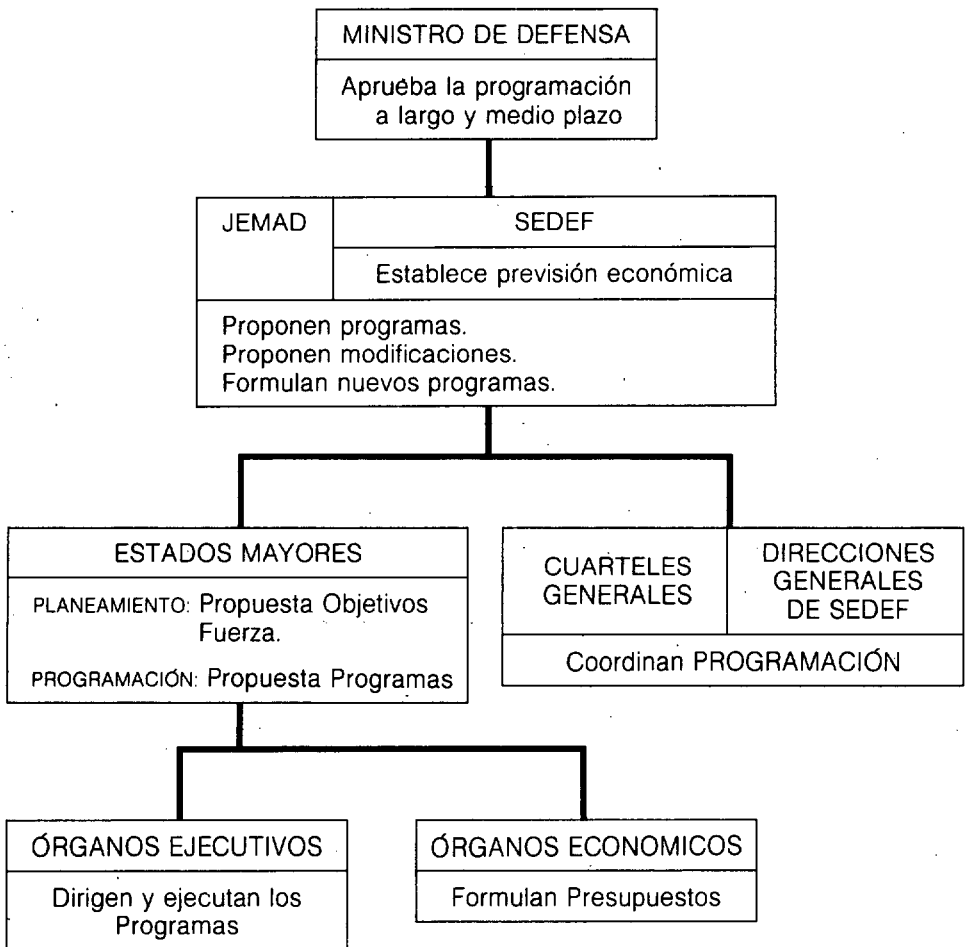 MINISTRO DE DEFENSA
Aprueba la programación
a largo y medio plazo
JEMAD
SEDEF
Establece previsión económica
Proponen programas.
Proponen modificaciones.
Formulan nuevos programas.
ESTADOS MAYORES
PLANEAMIENTO: Propuesta Objetivos
Fuerza.
PROGRAMACIÓN: Propuesta Programas
CUARTELES
GENERALES
DIRECCIONES
GENERALES
DE SEDEF
Coordinan PROGRAMACIÓN
ÓRGANOS EJECUTIVOS
Dirigen y ejecutan los
Programas
ÓRGANOS ECONOMICOS
Formulan Presupuestos